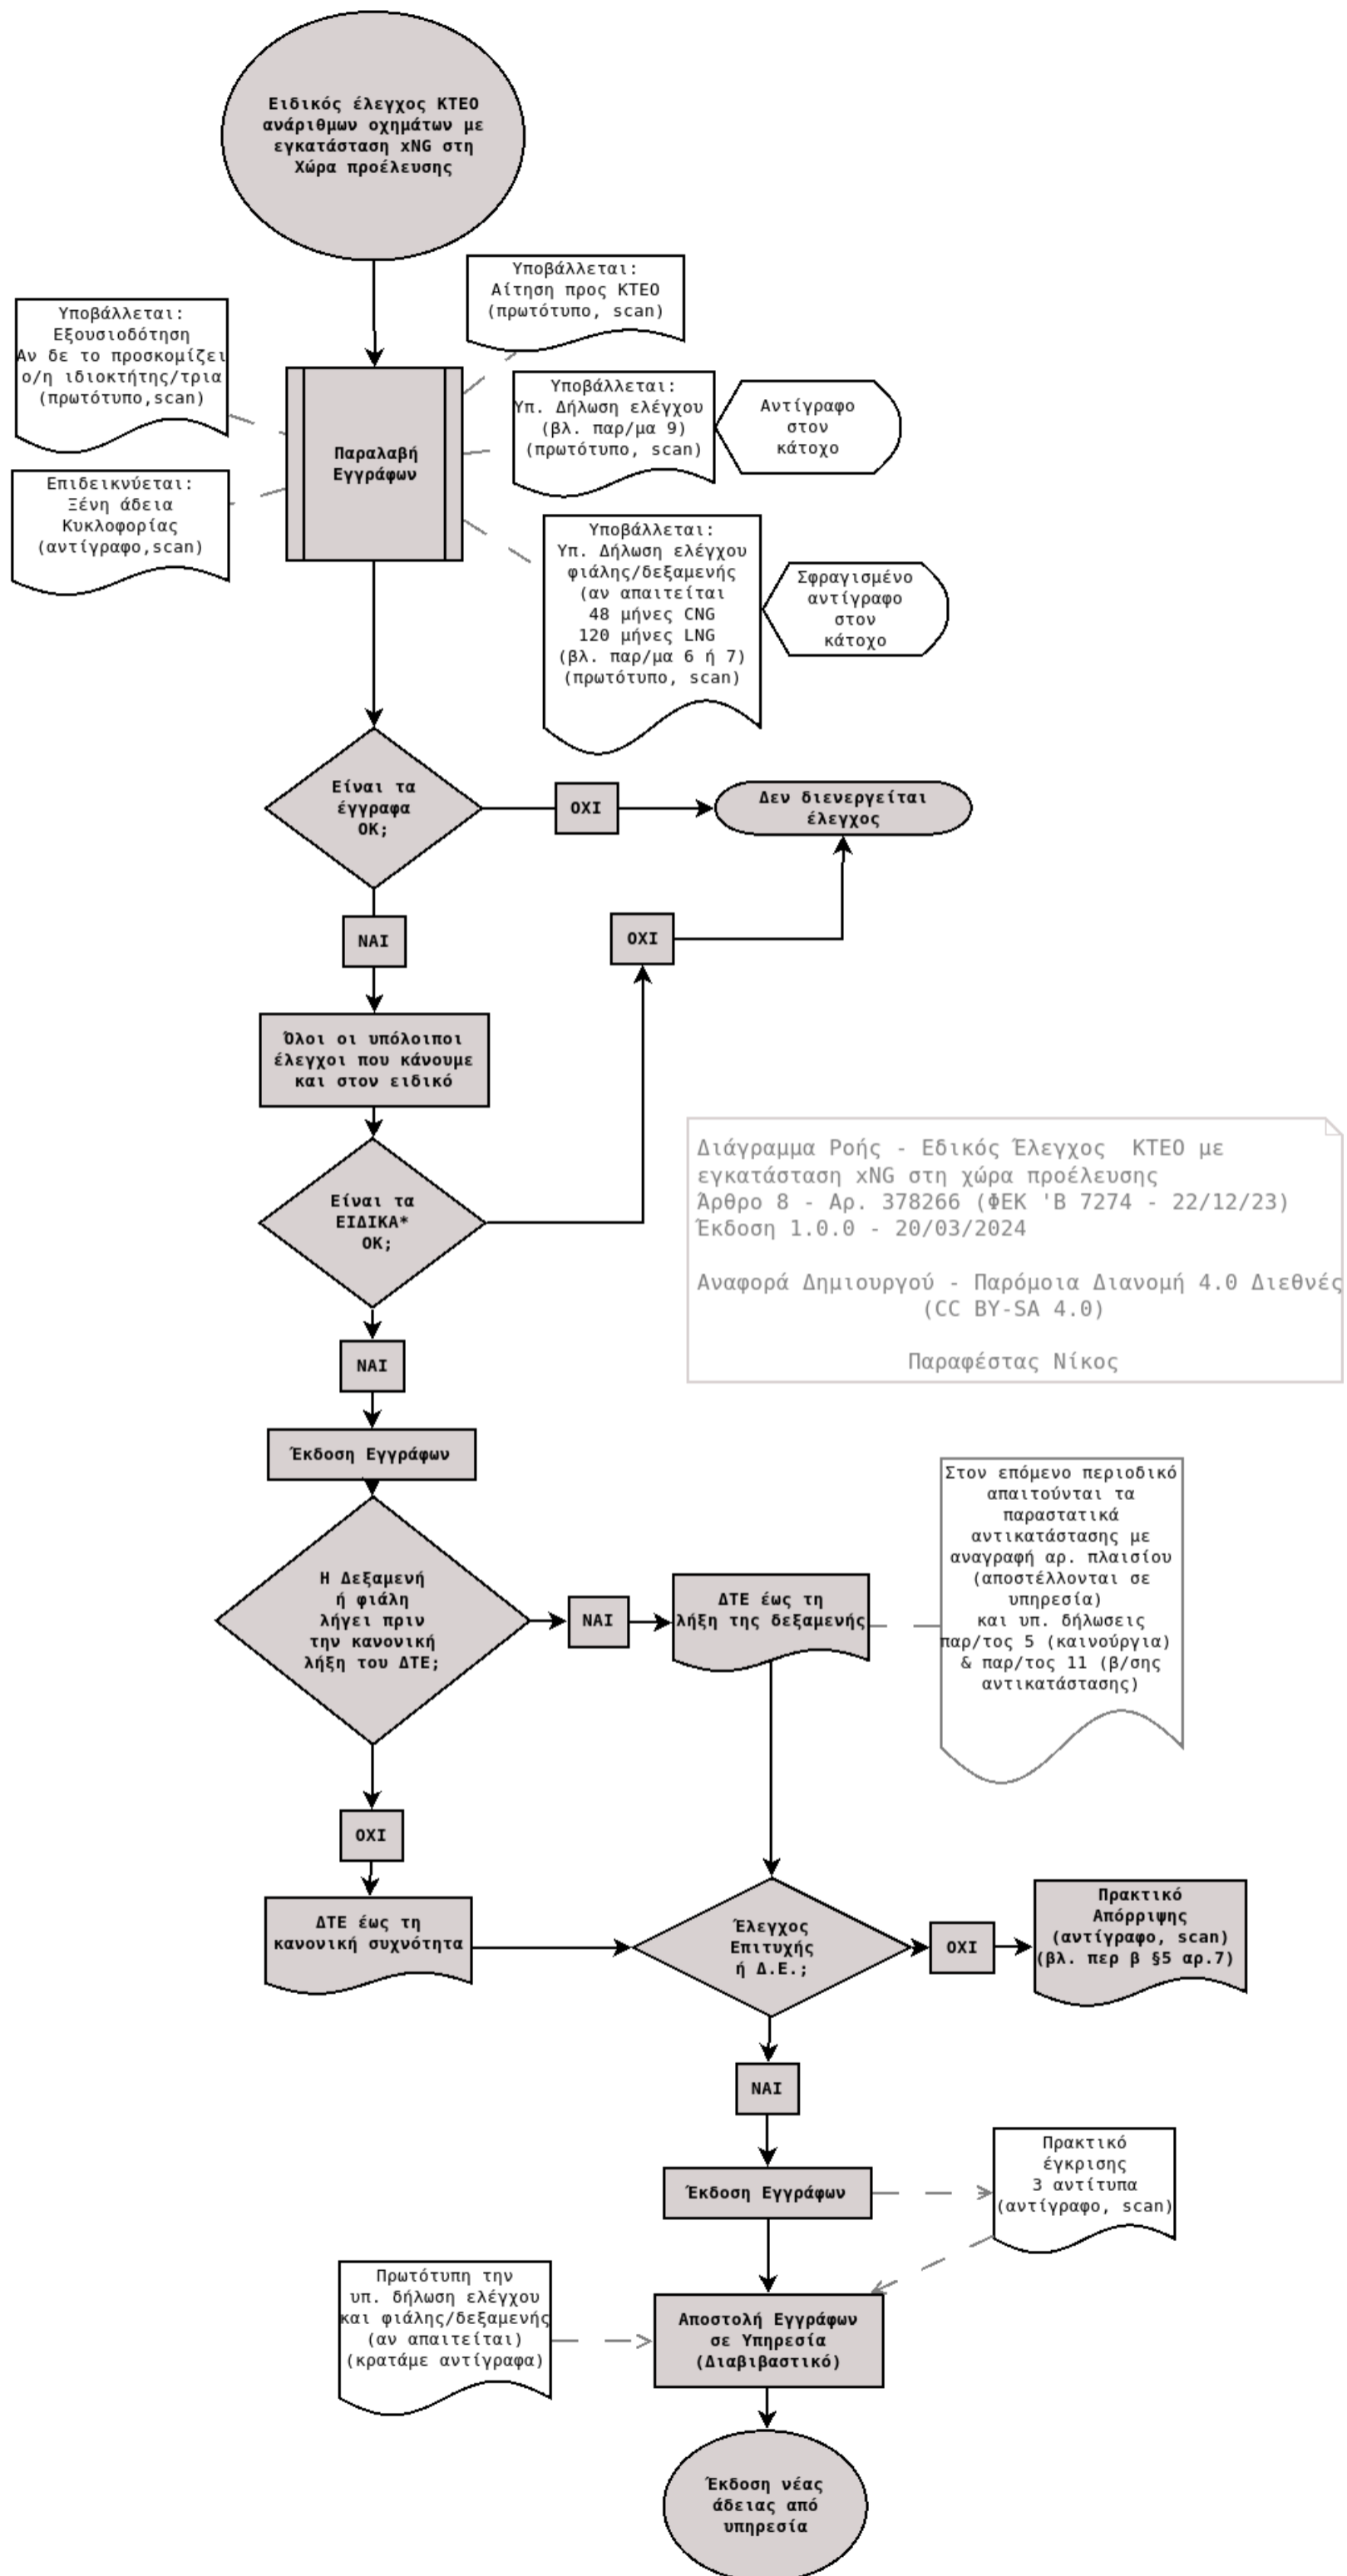 Ειδικός έλεγχος ΚΤΕΟ
ανάριθμων οχημάτων με
εγκατάσταση xNG στη
Χώρα προέλευσης
Υποβάλλεται:
Αίτηση προς ΚΤΕΟ
(πρωτότυπο, scan)
Υποβάλλεται:
Εξουσιοδότηση
Αν δε το προσκομίζει
ο/η ιδιοκτήτης/τρια
(πρωτότυπο,scan)
Υποβάλλεται:
Υπ. Δήλωση ελέγχου
(βλ. παρ/μα 9)
(πρωτότυπο, scan)
Αντίγραφο
στον
κάτοχο
Παραλαβή
Εγγράφων
Επιδεικνύεται:
Ξένη άδεια
Κυκλοφορίας
(αντίγραφο,scan)
Υποβάλλεται:
Υπ. Δήλωση ελέγχου
φιάλης/δεξαμενής
(αν απαιτείται
48 μήνες CNG
120 μήνες LNG
(βλ. παρ/μα 6 ή 7)
(πρωτότυπο, scan)
Σφραγισμένο
αντίγραφο
στον
κάτοχο
Είναι τα
έγγραφα
ΟΚ;
ΟΧΙ
Δεν διενεργείται
έλεγχος
ΝΑΙ
ΟΧΙ
Όλοι οι υπόλοιποι
έλεγχοι που κάνουμε
και στον ειδικό
Είναι τα
ΕΙΔΙΚΑ*
ΟΚ;
Διάγραμμα Ροής - Εδικός Έλεγχος  ΚΤΕΟ με
εγκατάσταση xNG στη χώρα προέλευσης
Άρθρο 8 - Αρ. 378266 (ΦΕΚ 'Β 7274 - 22/12/23)
Έκδοση 1.0.0 - 20/03/2024
Αναφορά Δημιουργού - Παρόμοια Διανομή 4.0 Διεθνές
(CC BY-SA 4.0)
Παραφέστας Νίκος
ΝΑΙ
Έκδοση Εγγράφων
Η Δεξαμενή
ή φιάλη
λήγει πριν
την κανονική
λήξη του ΔΤΕ;
ΝΑΙ
ΔΤΕ έως τη
λήξη της δεξαμενής
Στον επόμενο περιοδικό
απαιτούνται τα
παραστατικά
αντικατάστασης με
αναγραφή αρ. πλαισίου
(αποστέλλονται σε
υπηρεσία)
και υπ. δήλωσεις
παρ/τος 5 (καινούργια)
& παρ/τος 11 (β/σης
αντικατάστασης)
ΟΧΙ
ΔΤΕ έως τη
κανονική συχνότητα
Έλεγχος
Επιτυχής
ή Δ.Ε.;
ΟΧΙ
Πρακτικό
Απόρριψης
(αντίγραφο, scan)
(βλ. περ β §5 αρ.7)
ΝΑΙ
Έκδοση Εγγράφων
Πρακτικό
έγκρισης
3 αντίτυπα
(αντίγραφο, scan)
Πρωτότυπη την
υπ. δήλωση ελέγχου
και φιάλης/δεξαμενής
(αν απαιτείται)
(κρατάμε αντίγραφα)
Αποστολή Εγγράφων
σε Υπηρεσία
(Διαβιβαστικό)
Έκδοση νέας
άδειας από
υπηρεσία